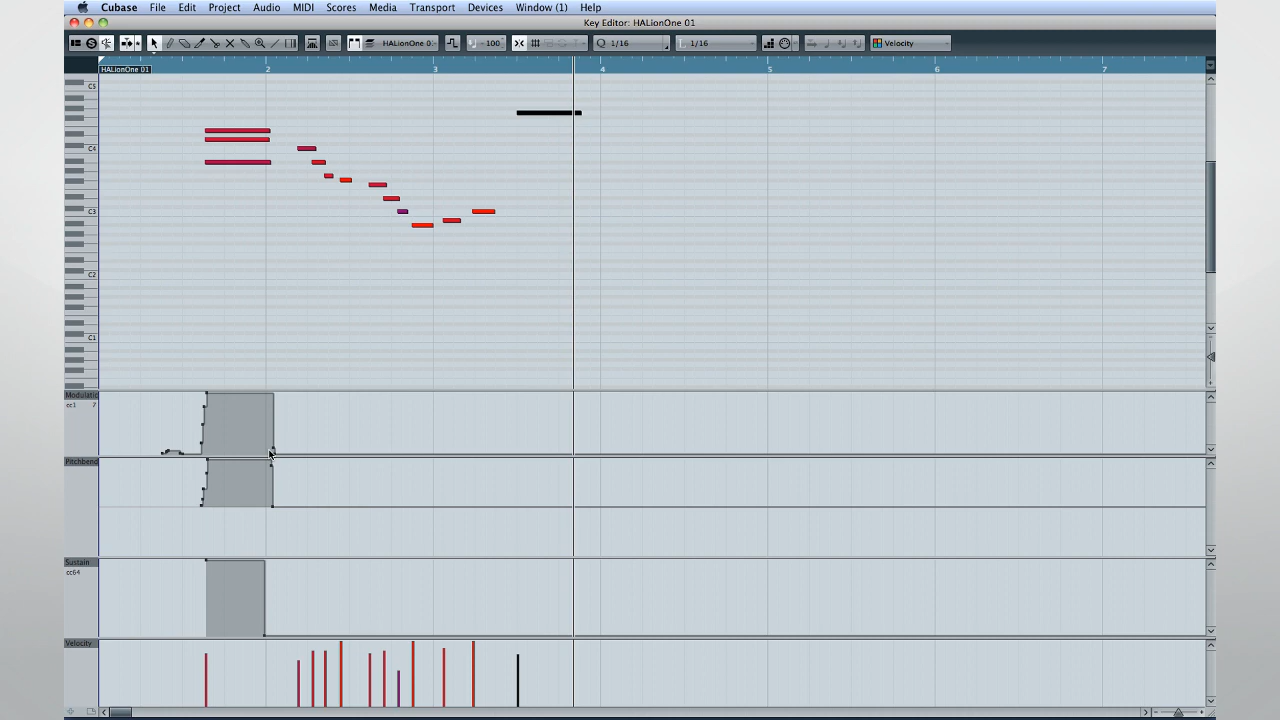 Cubase File Edit Project Audio MIDI Scores Media Transport Devices Window (1) Help
Key Editor: HALionOne 01
HALionOne 0: 100 Q 1/16 1/16 Velocity
HALionOne 01 2 3 4 5 6 7
C5
C4
C3
C2
C1
Modulatic
cc1 7
Pitchbend
Sustain
cc64
Velocity